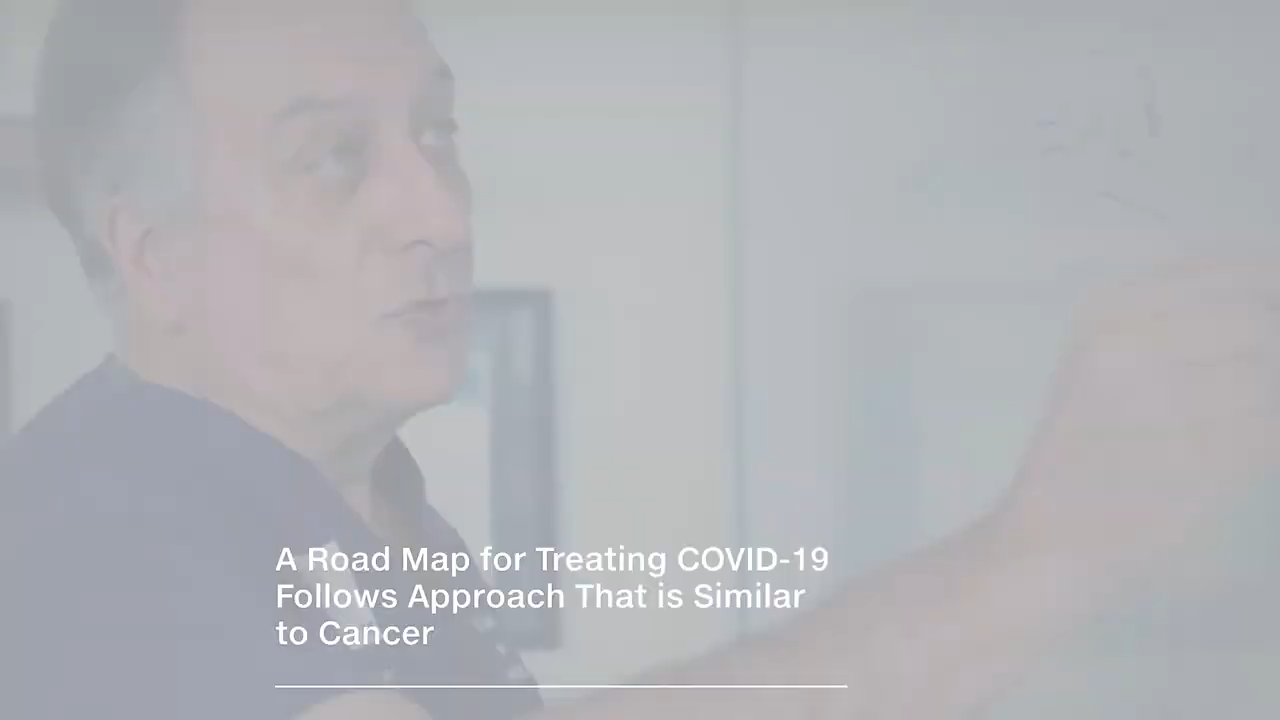 A Road Map for Treating COVID-19
Follows Approach That is Similar
to Cancer